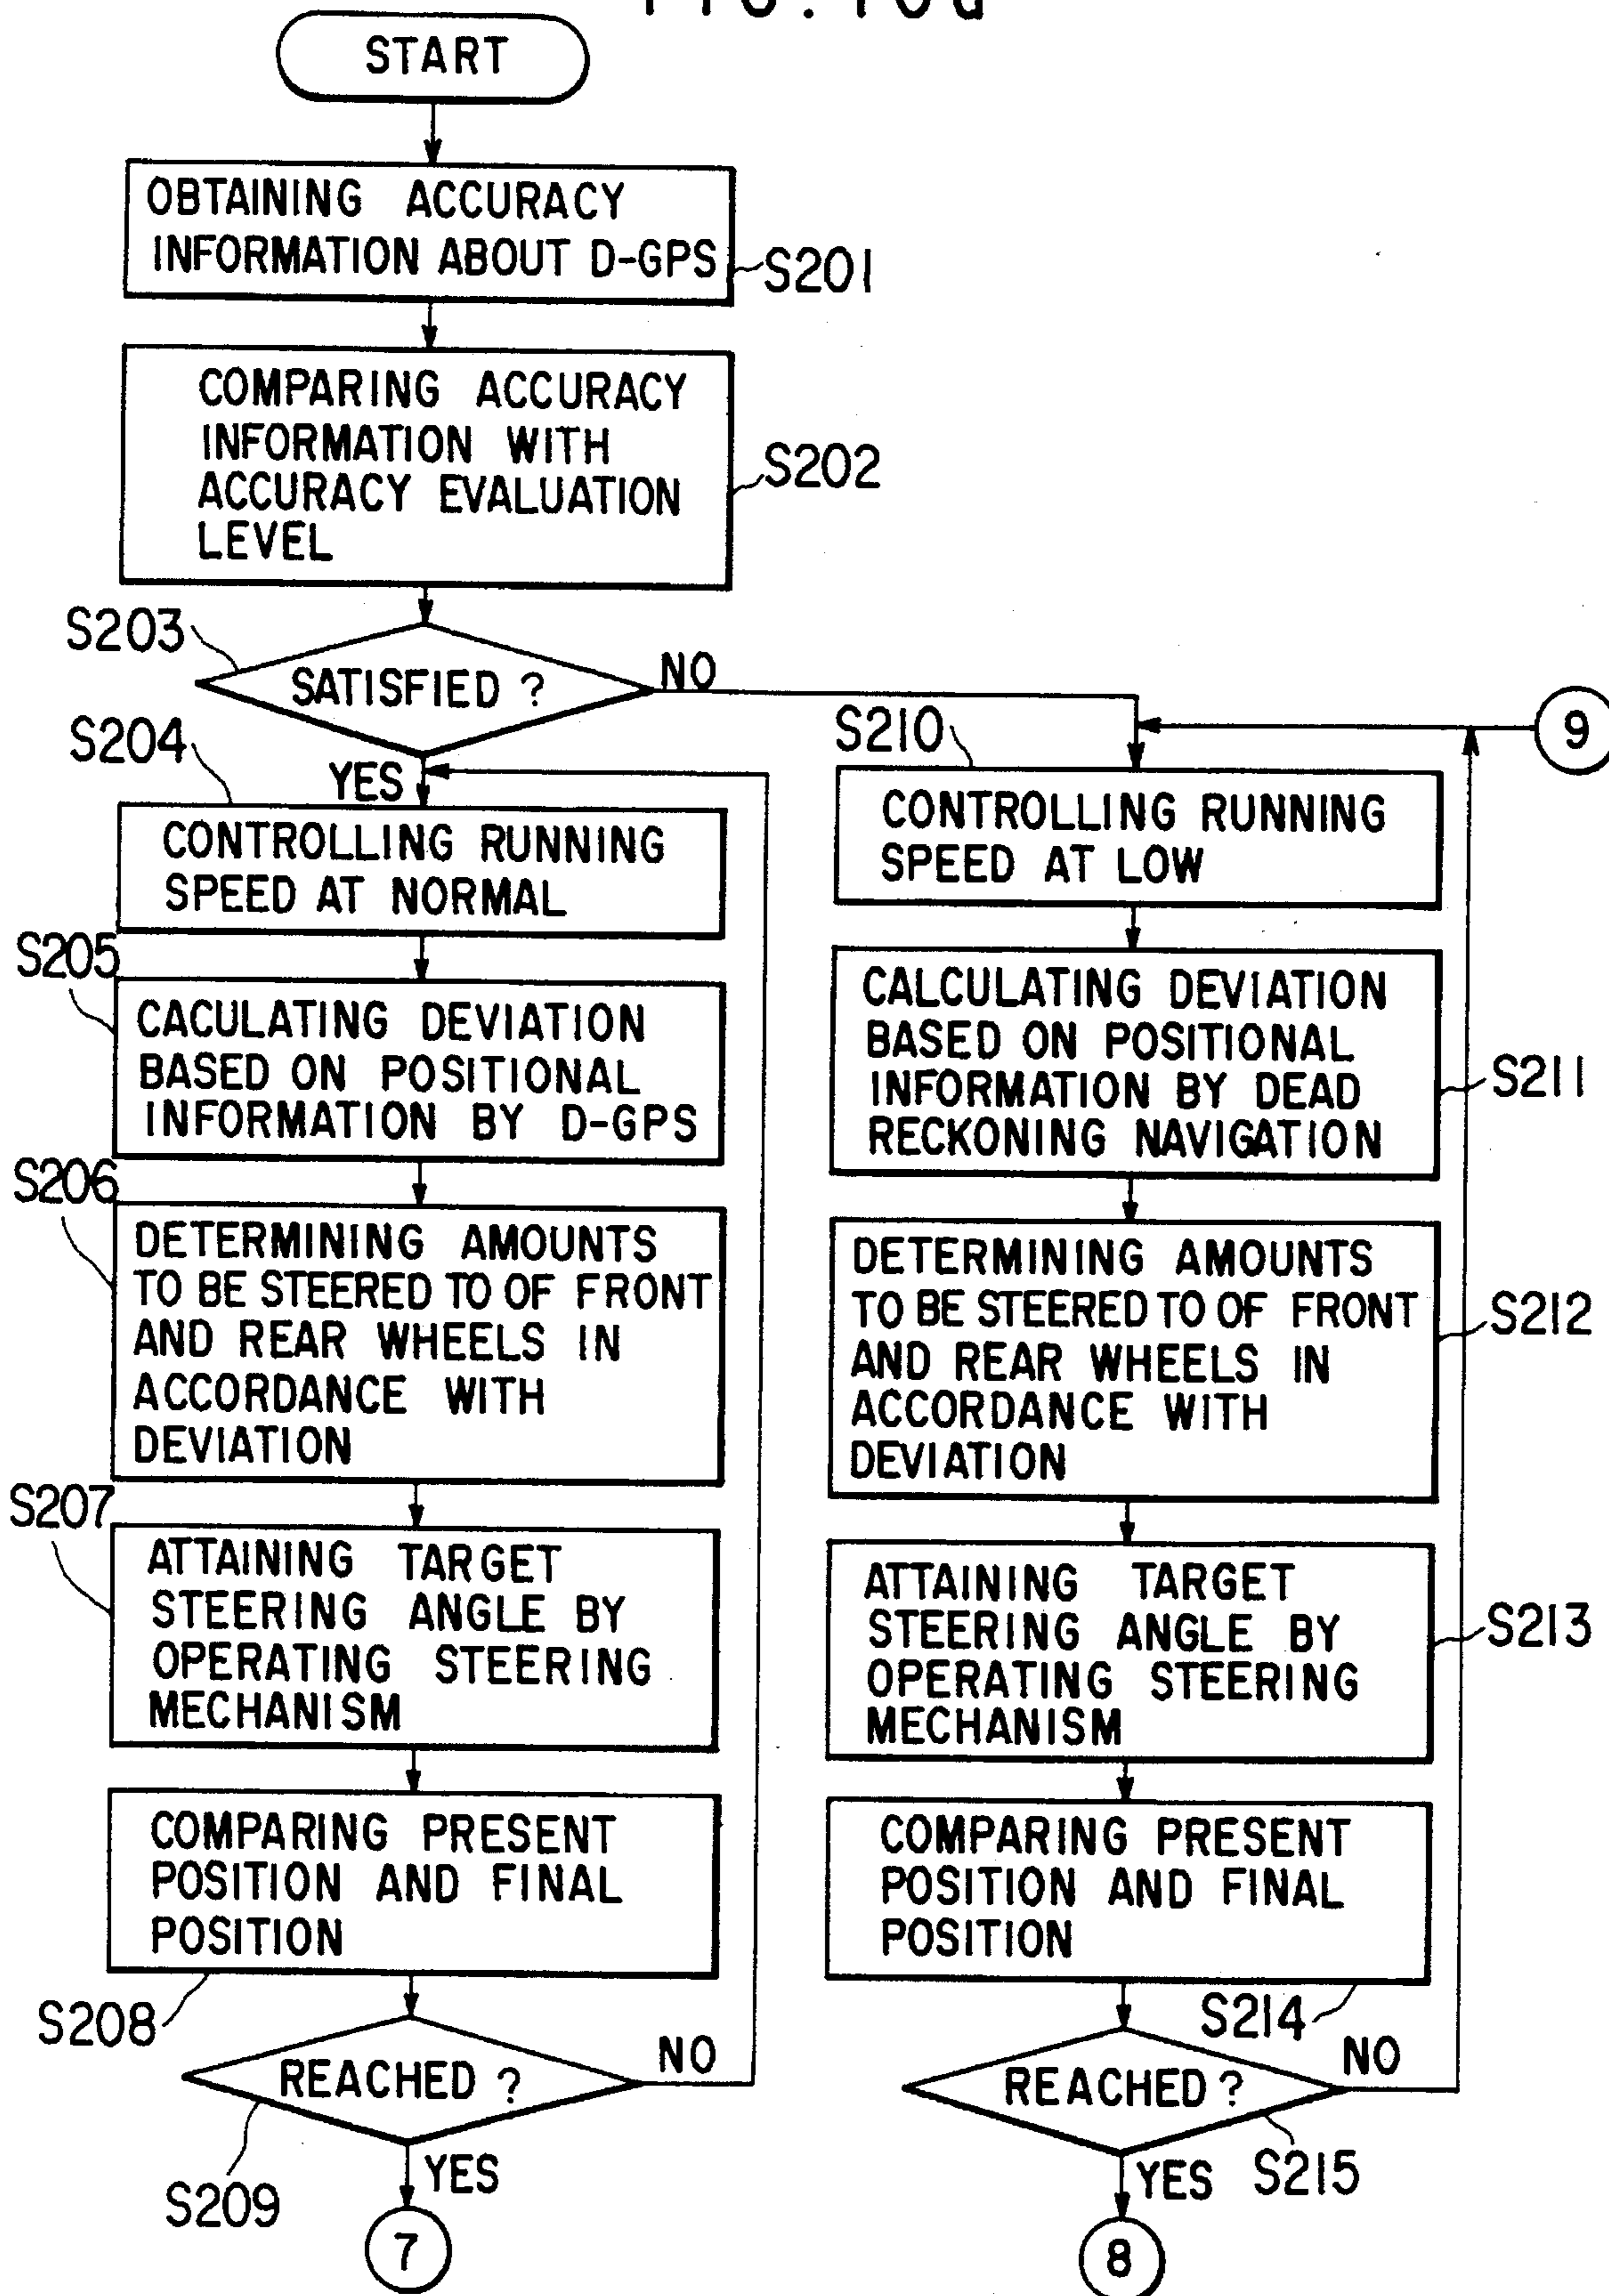 START
OBTAINING ACCURACY
INFORMATION ABOUT D-GPS
S201
COMPARING ACCURACY
INFORMATION WITH
ACCURACY EVALUATION
LEVEL
S202
S203
SATISFIED ?
NO
YES
S204
CONTROLLING RUNNING
SPEED AT NORMAL
S205
CACULATING DEVIATION
BASED ON POSITIONAL
INFORMATION BY D-GPS
S206
DETERMINING AMOUNTS
TO BE STEERED TO OF FRONT
AND REAR WHEELS IN
ACCORDANCE WITH
DEVIATION
S207
ATTAINING TARGET
STEERING ANGLE BY
OPERATING STEERING
MECHANISM
COMPARING PRESENT
POSITION AND FINAL
POSITION
S208
REACHED ?
NO
S209
YES
7
9
S210
CONTROLLING RUNNING
SPEED AT LOW
CALCULATING DEVIATION
BASED ON POSITIONAL
INFORMATION BY DEAD
RECKONING NAVIGATION
S211
DETERMINING AMOUNTS
TO BE STEERED TO OF FRONT
AND REAR WHEELS IN
ACCORDANCE WITH
DEVIATION
S212
ATTAINING TARGET
STEERING ANGLE BY
OPERATING STEERING
MECHANISM
S213
COMPARING PRESENT
POSITION AND FINAL
POSITION
S214
REACHED ?
NO
S215
YES
8